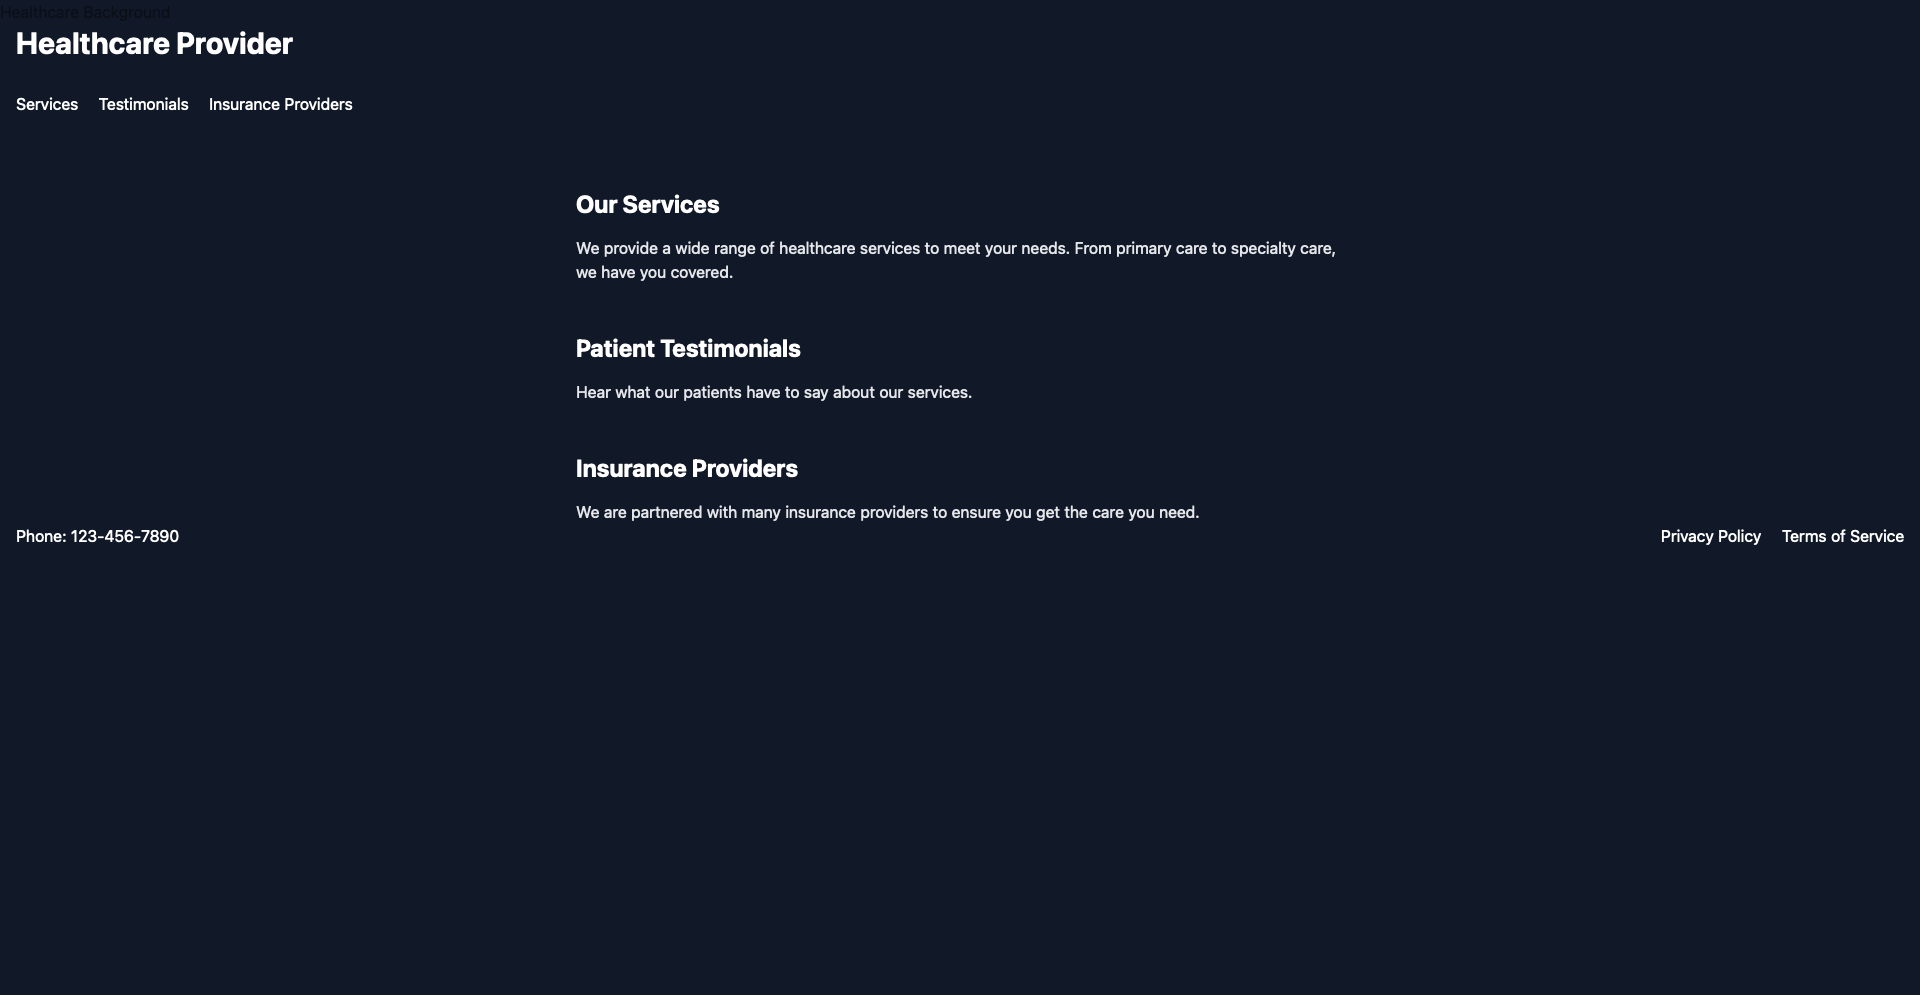 Healthcare Background
Healthcare Provider
Services Testimonials Insurance Providers
Our Services
We provide a wide range of healthcare services to meet your needs. From primary care to specialty care,
we have you covered.
Patient Testimonials
Hear what our patients have to say about our services.
Insurance Providers
We are partnered with many insurance providers to ensure you get the care you need.
Phone: 123-456-7890 Privacy Policy Terms of Service